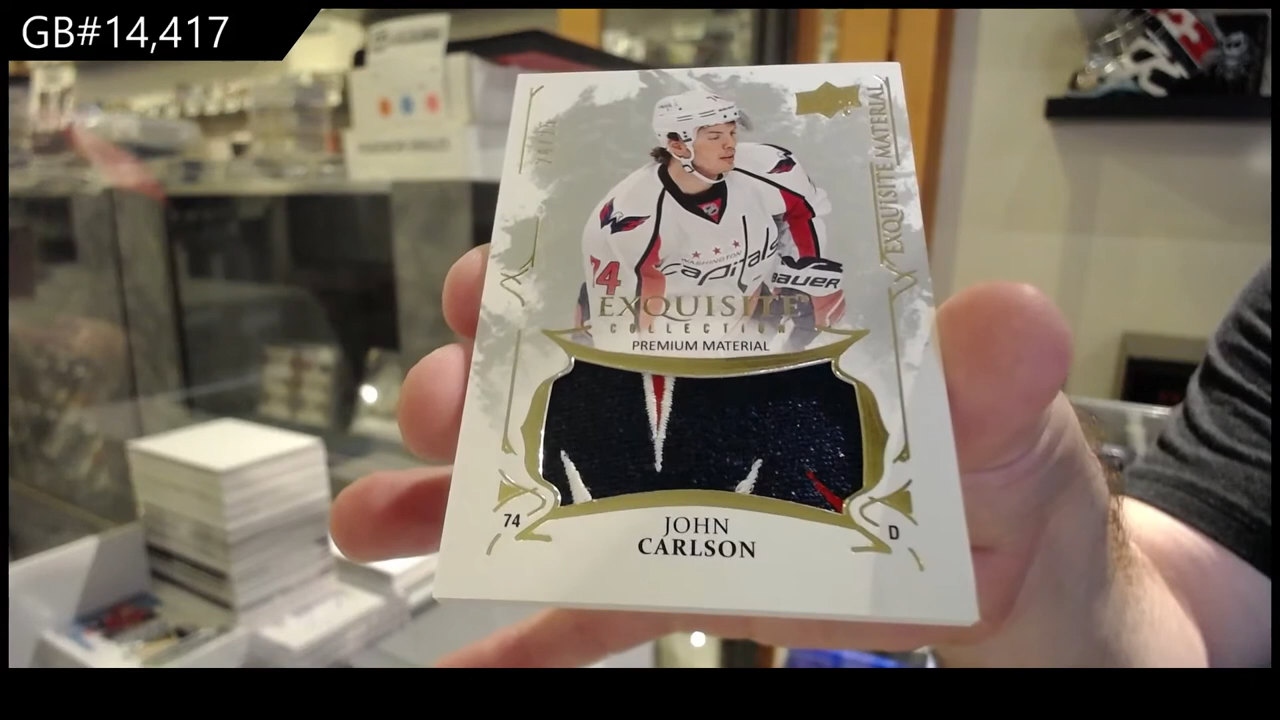 GB#14,417
EXQUISITE MATERIAL
74
WASHINGTON
capitals
BAUER
EXQUISITE
COLLECTION
PREMIUM MATERIAL
74
D
JOHN
CARLSON